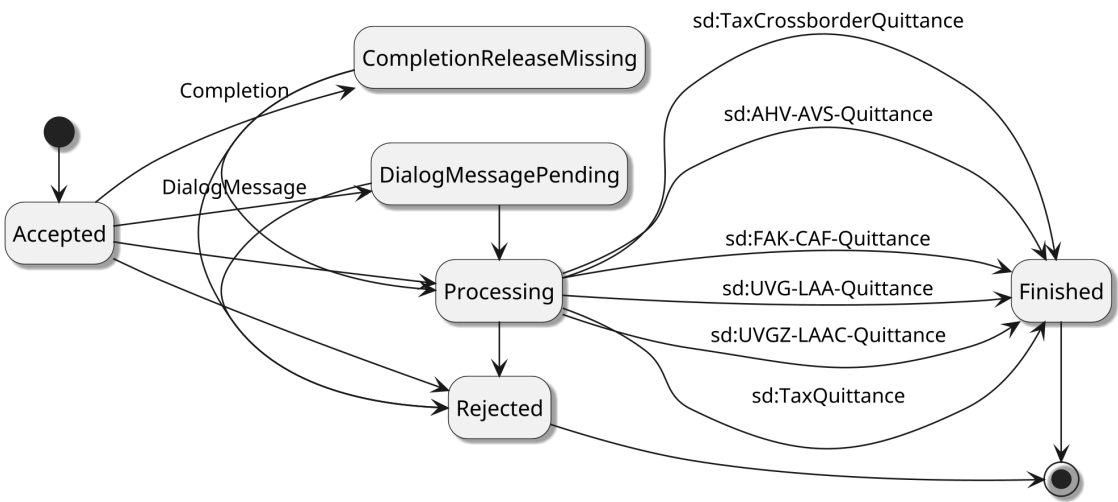 sd:TaxCrossborderQuittance
CompletionReleaseMissing
Completion
sd:AHV-AVS-Quittance
DialogMessagePending
DialogMessage
Accepted
sd:FAK-CAF-Quittance
Processing
sd:UVG-LAA-Quittance
Finished
sd:UVGZ-LAAC-Quittance
sd:TaxQuittance
Rejected